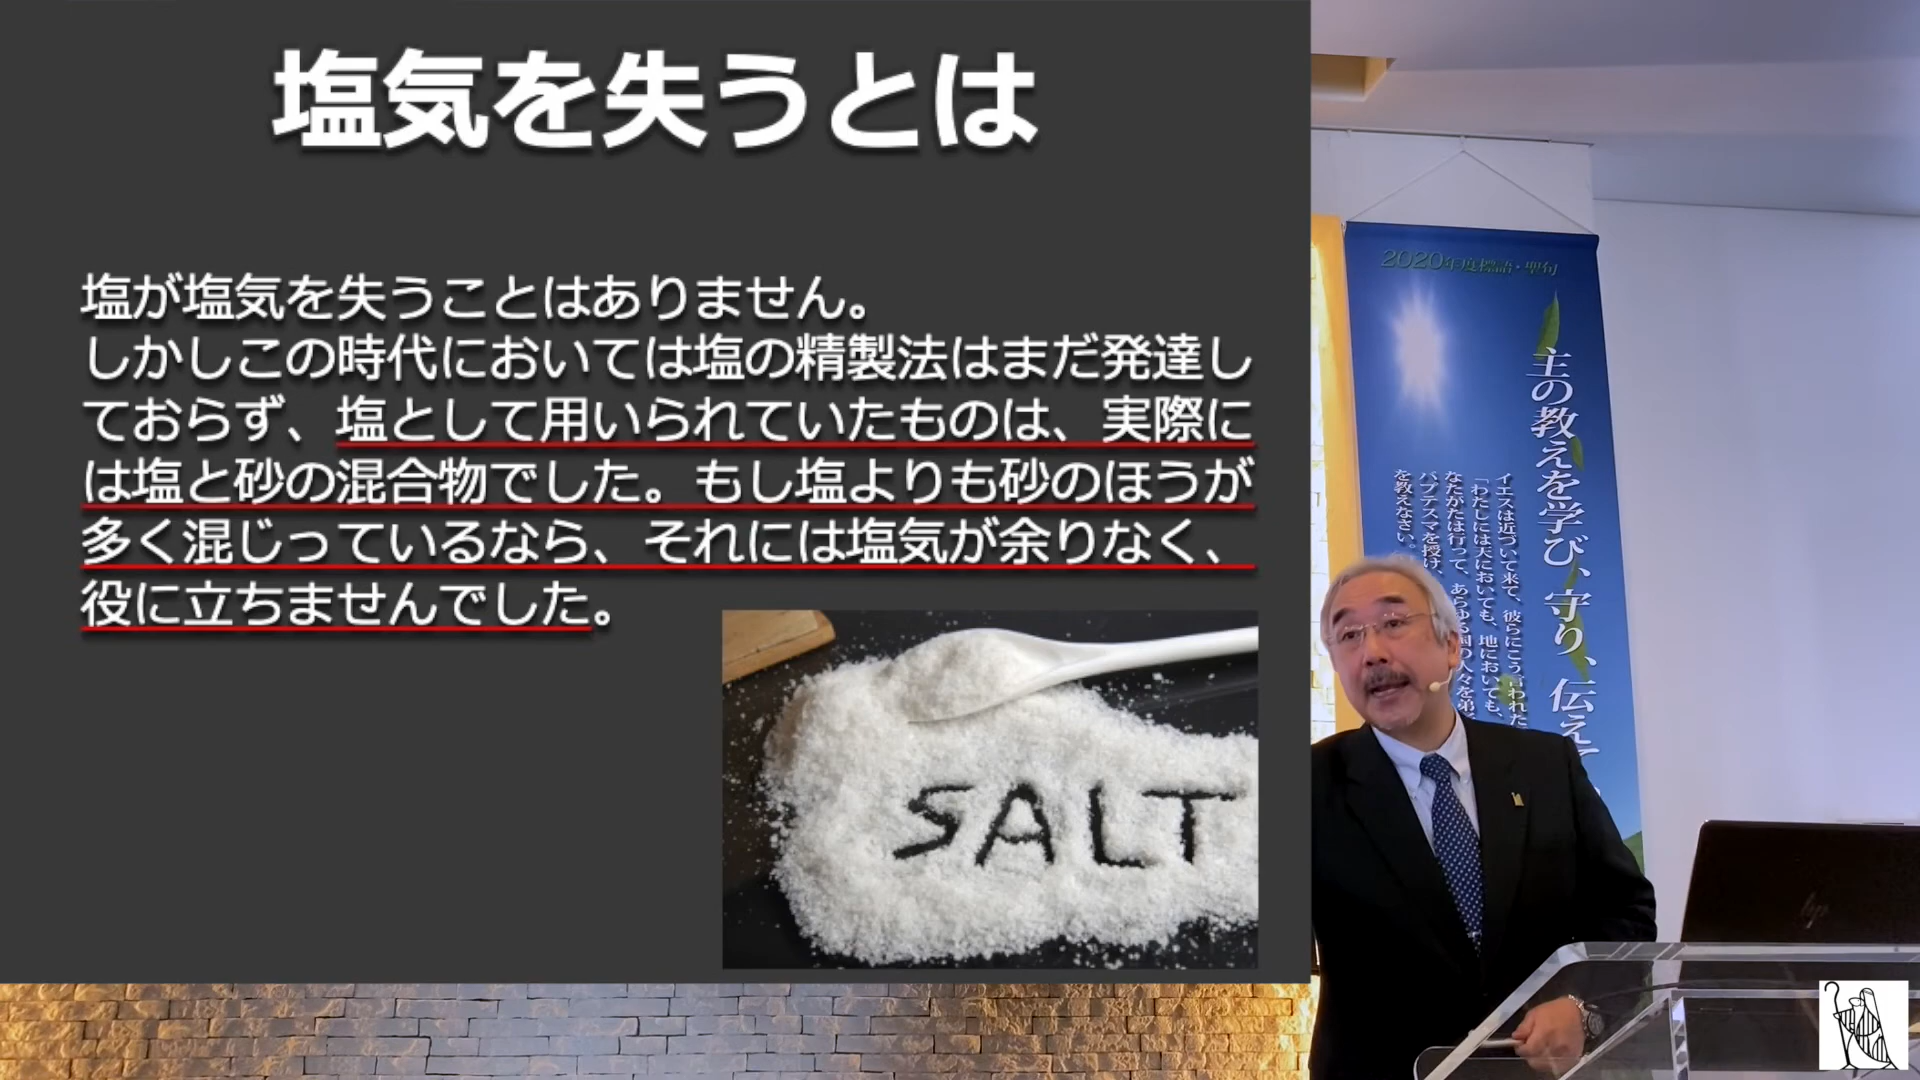 塩気を失うとは
塩が塩気を失うことはありません。
しかしこの時代においては塩の精製法はまだ発達し
ておらず、塩として用いられていたものは、実際に
は塩と砂の混合物でした。もし塩よりも砂のほうが
多く混じっているなら、それには塩気が余りなく、
役に立ちませんでした。
SALT
2020年度標語・聖句
主の教えを学び、守り、伝えて
イエスは近づいて来て、彼らにこう言われた
「わたしには天においても、地においても、
なたがたは行って、あらゆる国の人々を弟
バプテスマを授け、
を教えなさい。
hp